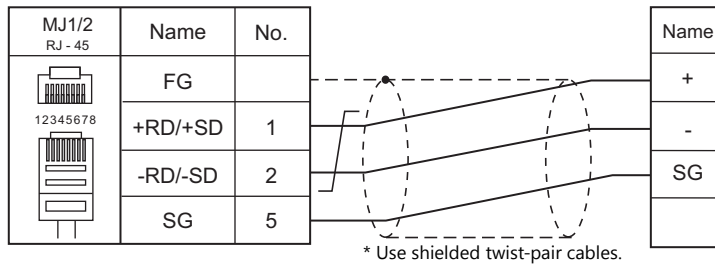 MJ1/2 Name No. Name
RJ - 45
FG +
12345678
+RD/+SD 1 -
-RD/-SD 2 SG
SG 5
* Use shielded twist-pair cables.